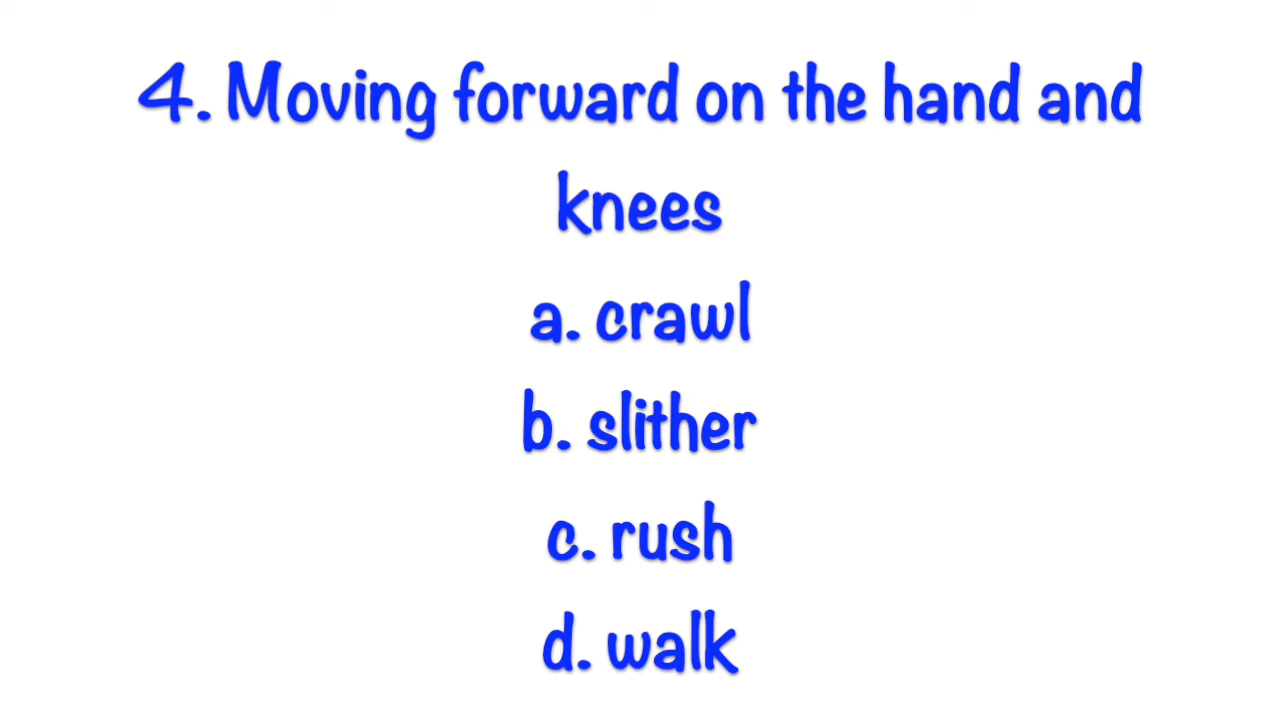 4. Moving forward on the hand and
knees
a. crawl
b. slither
c. rush
d. walk